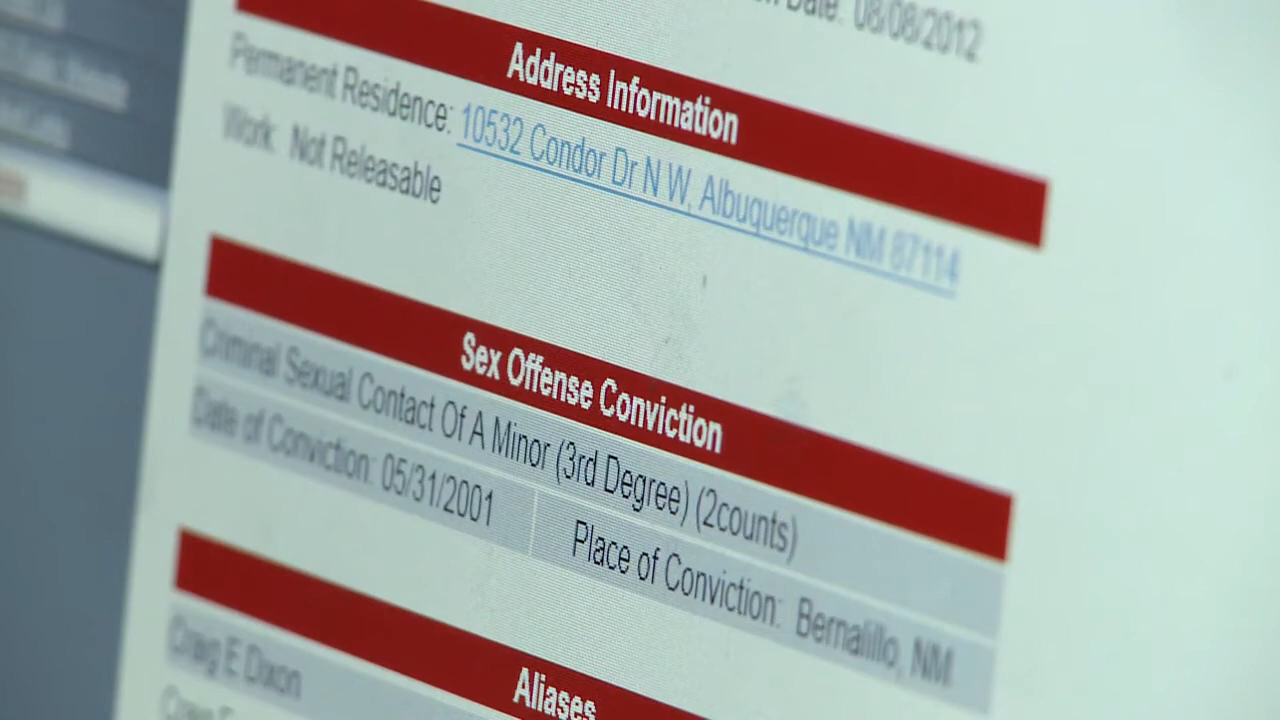 Date: 08/08/2012
Address Information
Permanent Residence: 10532 Condor Dr N W, Albuquerque NM 87114
Work: Not Releasable
Sex Offense Conviction
Criminal Sexual Contact Of A Minor (3rd Degree) (2counts)
Date of Conviction: 05/31/2001 Place of Conviction: Bernalillo, NM
Aliases
Craig E Dixon
Craig E